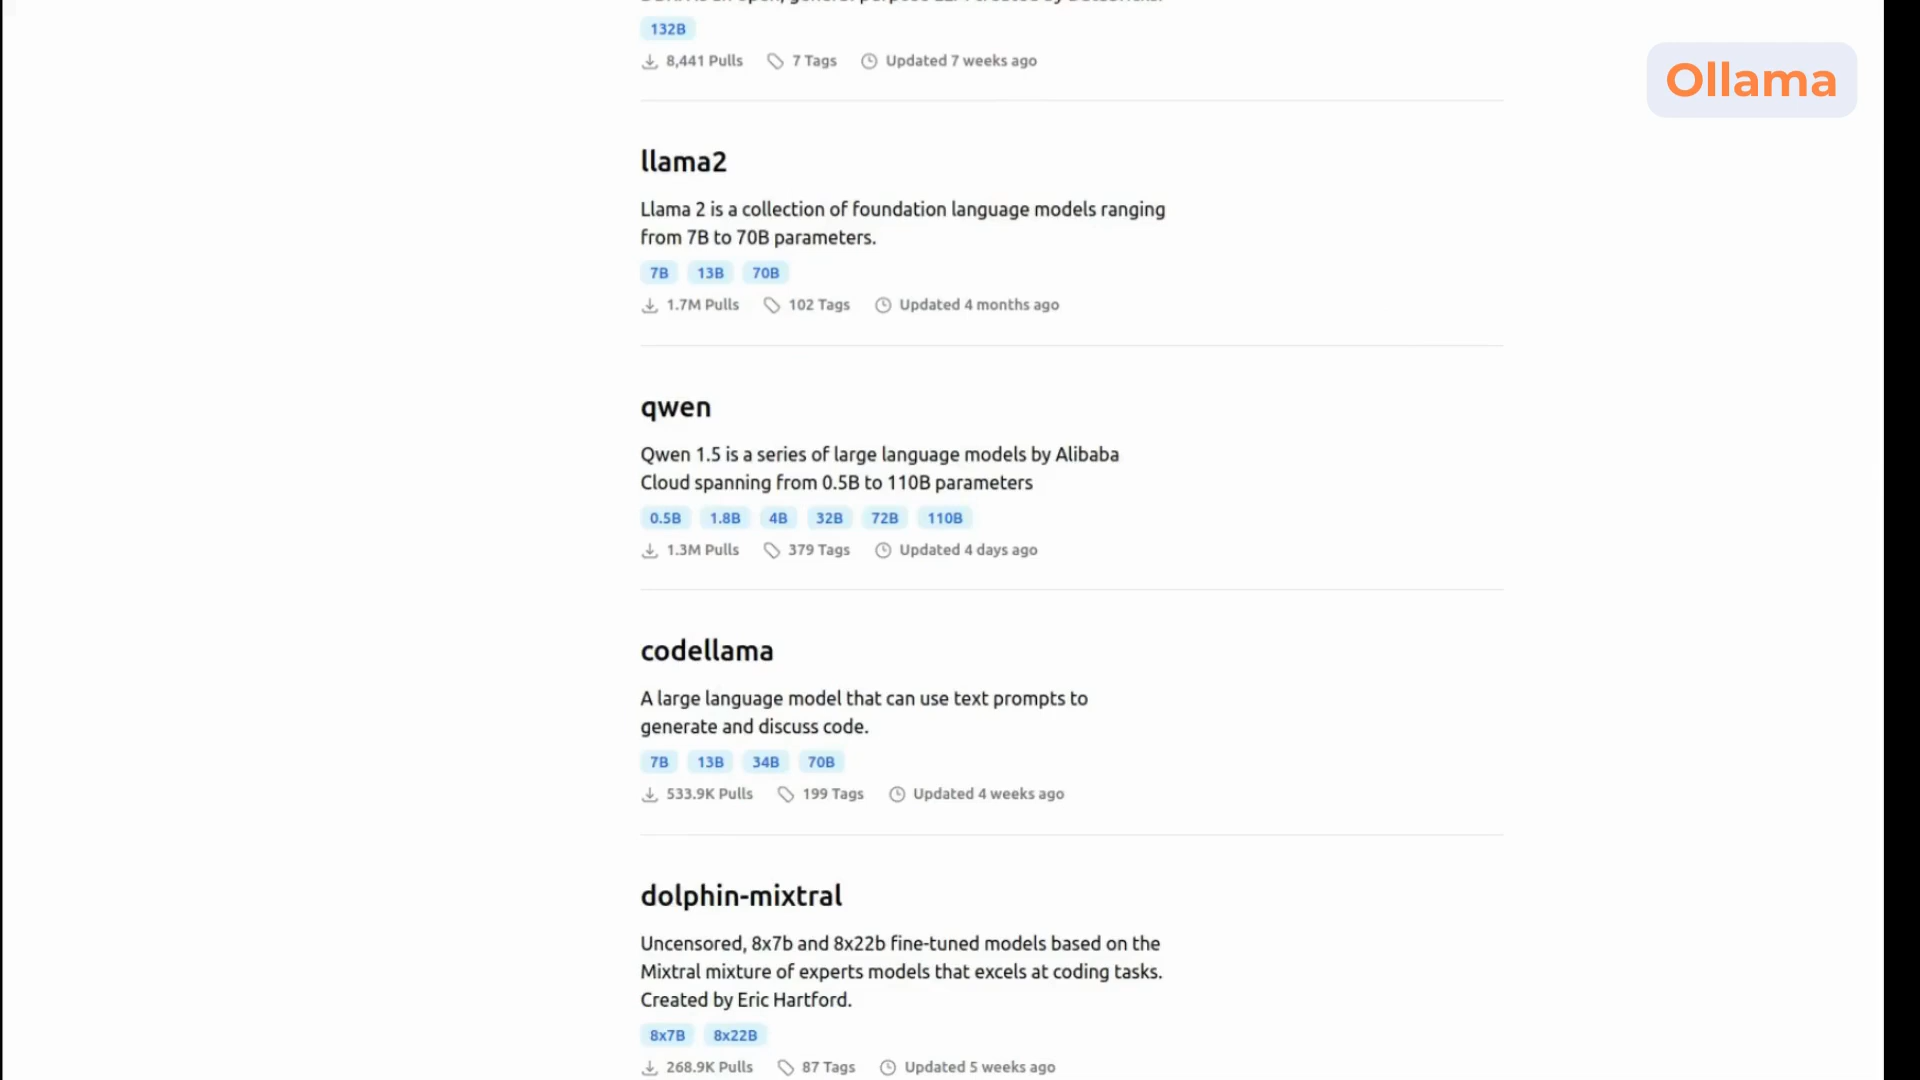 132B
8,441 Pulls 7 Tags Updated 7 weeks ago
Ollama
llama2
Llama 2 is a collection of foundation language models ranging
from 7B to 70B parameters.
7B 13B 70B
1.7M Pulls 102 Tags Updated 4 months ago
qwen
Qwen 1.5 is a series of large language models by Alibaba
Cloud spanning from 0.5B to 110B parameters
0.5B 1.8B 4B 32B 72B 110B
1.3M Pulls 379 Tags Updated 4 days ago
codellama
A large language model that can use text prompts to
generate and discuss code.
7B 13B 34B 70B
533.9K Pulls 199 Tags Updated 4 weeks ago
dolphin-mixtral
Uncensored, 8x7b and 8x22b fine-tuned models based on the
Mixtral mixture of experts models that excels at coding tasks.
Created by Eric Hartford.
8x7B 8x22B
268.9K Pulls 87 Tags Updated 5 weeks ago